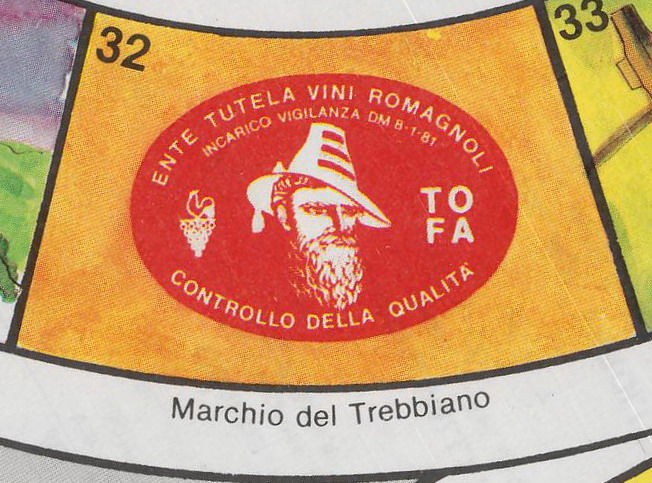 32
33
ENTE TUTELA VINI ROMAGNOLI
INCARICO VIGILANZA DM 8-1-81
TO
FA
CONTROLLO DELLA QUALITÀ
Marchio del Trebbiano